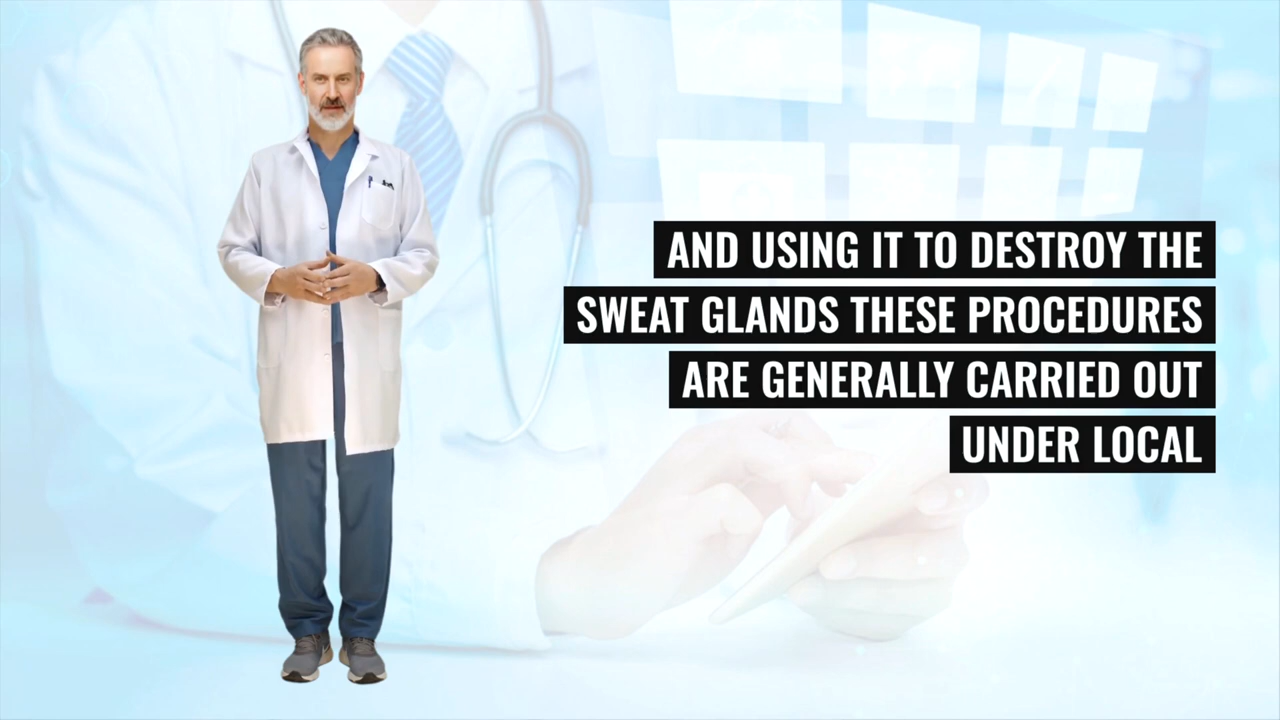 AND USING IT TO DESTROY THE
SWEAT GLANDS THESE PROCEDURES
ARE GENERALLY CARRIED OUT
UNDER LOCAL